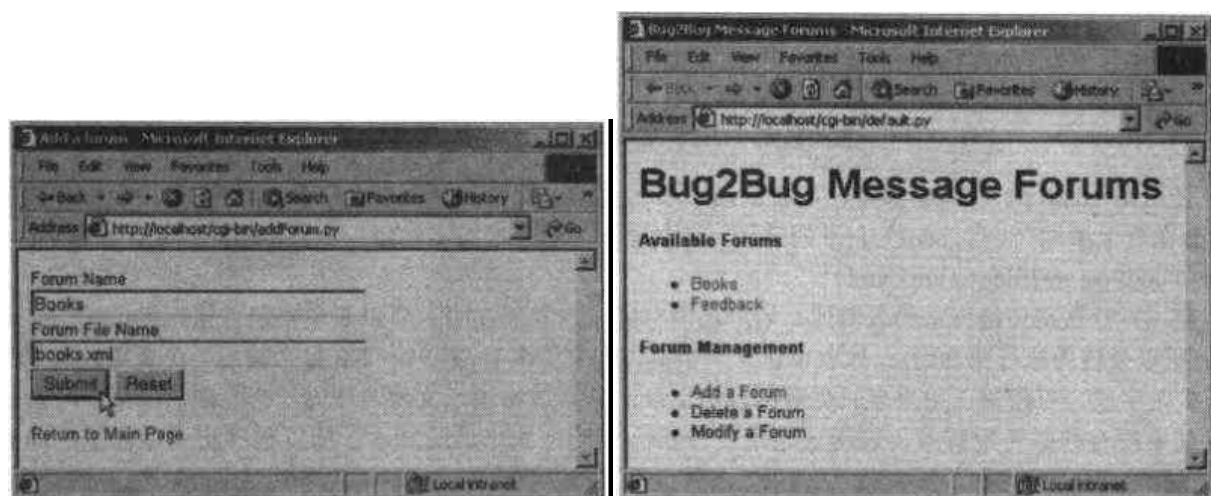 Add a forum - Microsoft Internet Explorer
File Edit View Favorites Tools Help
Back Search Favorites History
Address http://localhost/cgi-bin/addForum.py Go
Forum Name
Books
Forum File Name
books.xml
Submit Reset
Return to Main Page
Local intranet
Bug2Bug Message Forums - Microsoft Internet Explorer
File Edit View Favorites Tools Help
Back Search Favorites History
Address http://localhost/cgi-bin/default.py Go
Bug2Bug Message Forums
Available Forums
• Books
• Feedback
Forum Management
• Add a Forum
• Delete a Forum
• Modify a Forum
Local intranet